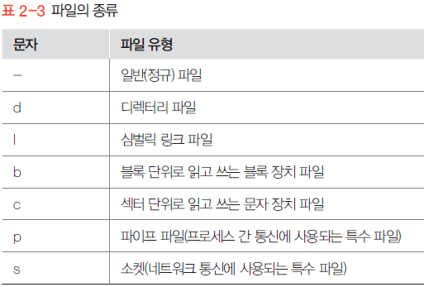 표 2-3 파일의 종류
문자 파일 유형
- 일반(정규) 파일
d 디렉터리 파일
l 심벌릭 링크 파일
b 블록 단위로 읽고 쓰는 블록 장치 파일
c 섹터 단위로 읽고 쓰는 문자 장치 파일
p 파이프 파일(프로세스 간 통신에 사용되는 특수 파일)
s 소켓(네트워크 통신에 사용되는 특수 파일)